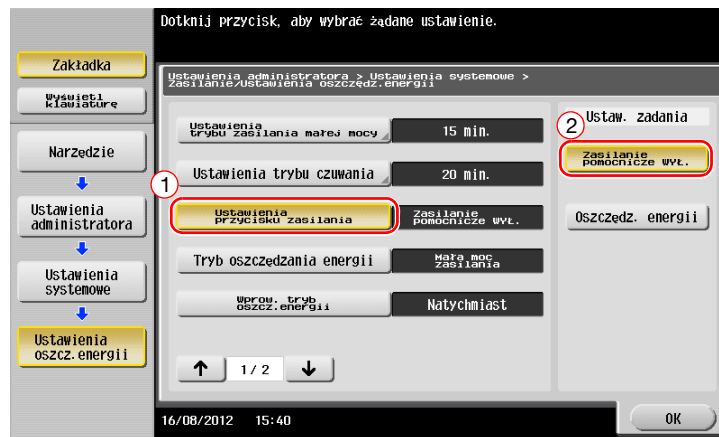 Dotknij przycisk, aby wybrać żądane ustawienie.
Zakładka
Wyświetl
klawiaturę
Narzędzie
Ustawienia
administratora
Ustawienia
systemowe
Ustawienia
oszcz.energii
Ustawienia administratora > Ustawienia systemowe >
Zasilanie/Ustawienia oszczędz.energii
Ustawienia
trybu zasilania małej mocy
15 min.
Ustawienia trybu czuwania
20 min.
1
Ustawienia
przycisku zasilania
Zasilanie
pomocnicze wył.
Tryb oszczędzania energii
Mała moc
zasilania
Wprow. tryb
oszcz.energii
Natychmiast
1/2
Ustaw. zadania
2
Zasilanie
pomocnicze wył.
Oszczędz. energii
16/08/2012 15:40
OK